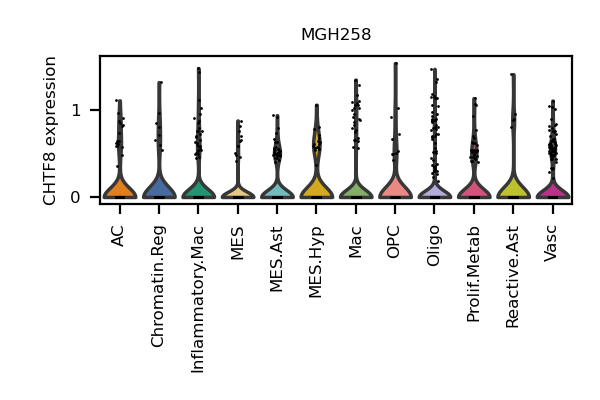 MGH258
CHTF8 expression
1
0
AC
Chromatin.Reg
Inflammatory.Mac
MES
MES.Ast
MES.Hyp
Mac
OPC
Oligo
Prolif.Metab
Reactive.Ast
Vasc